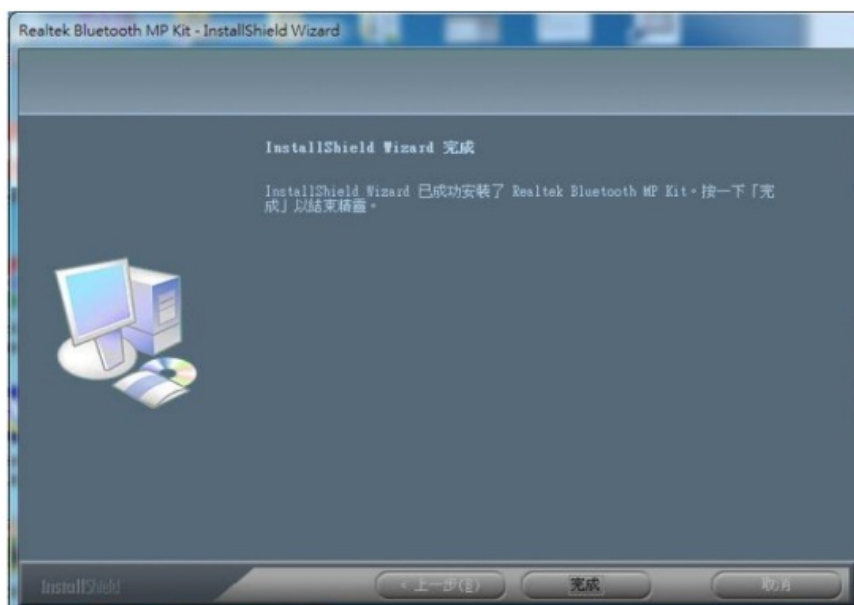 Realtek Bluetooth MP Kit - InstallShield Wizard
InstallShield Wizard 完成
InstallShield Wizard 已成功安裝了 Realtek Bluetooth MP Kit。按一下「完
成」以結束精靈。
InstallShield
< 上一步(B)
完成
取消